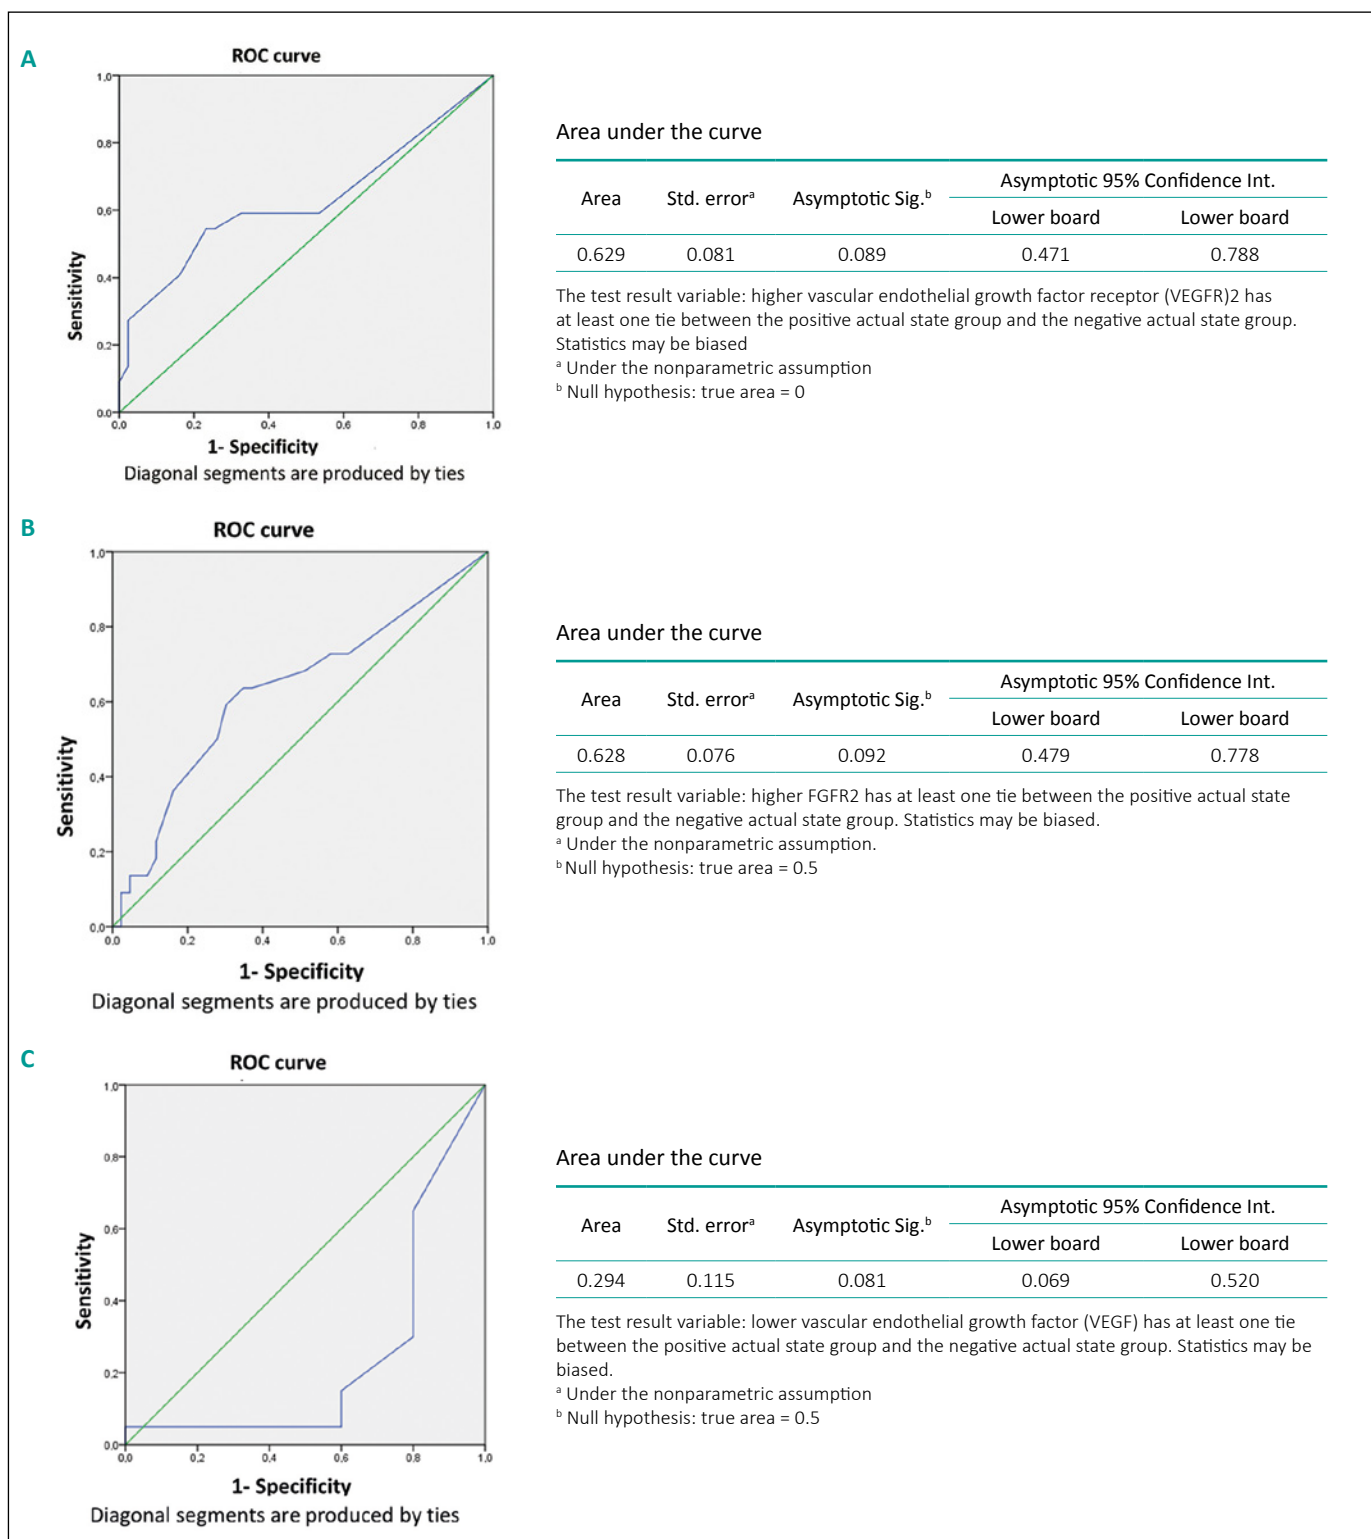 A
ROC curve
1,0
0,8
0,6
0,4
0,2
0,0
0,0 0,2 0,4 0,6 0,8 1,0
Sensitivity
1- Specificity
Diagonal segments are produced by ties
Area under the curve
Area Std. errorᵃ Asymptotic Sig.ᵇ Asymptotic 95% Confidence Int.
Lower board Lower board
0.629 0.081 0.089 0.471 0.788
The test result variable: higher vascular endothelial growth factor receptor (VEGFR)2 has
at least one tie between the positive actual state group and the negative actual state group.
Statistics may be biased
ᵃ Under the nonparametric assumption
ᵇ Null hypothesis: true area = 0
B
ROC curve
1,0
0,8
0,6
0,4
0,2
0,0
0,0 0,2 0,4 0,6 0,8 1,0
Sensitivity
1- Specificity
Diagonal segments are produced by ties
Area under the curve
Area Std. errorᵃ Asymptotic Sig.ᵇ Asymptotic 95% Confidence Int.
Lower board Lower board
0.628 0.076 0.092 0.479 0.778
The test result variable: higher FGFR2 has at least one tie between the positive actual state
group and the negative actual state group. Statistics may be biased.
ᵃ Under the nonparametric assumption.
ᵇ Null hypothesis: true area = 0.5
C
ROC curve
1,0
0,8
0,6
0,4
0,2
0,0
0,0 0,2 0,4 0,6 0,8 1,0
Sensitivity
1- Specificity
Diagonal segments are produced by ties
Area under the curve
Area Std. errorᵃ Asymptotic Sig.ᵇ Asymptotic 95% Confidence Int.
Lower board Lower board
0.294 0.115 0.081 0.069 0.520
The test result variable: lower vascular endothelial growth factor (VEGF) has at least one tie
between the positive actual state group and the negative actual state group. Statistics may be
biased.
ᵃ Under the nonparametric assumption
ᵇ Null hypothesis: true area = 0.5